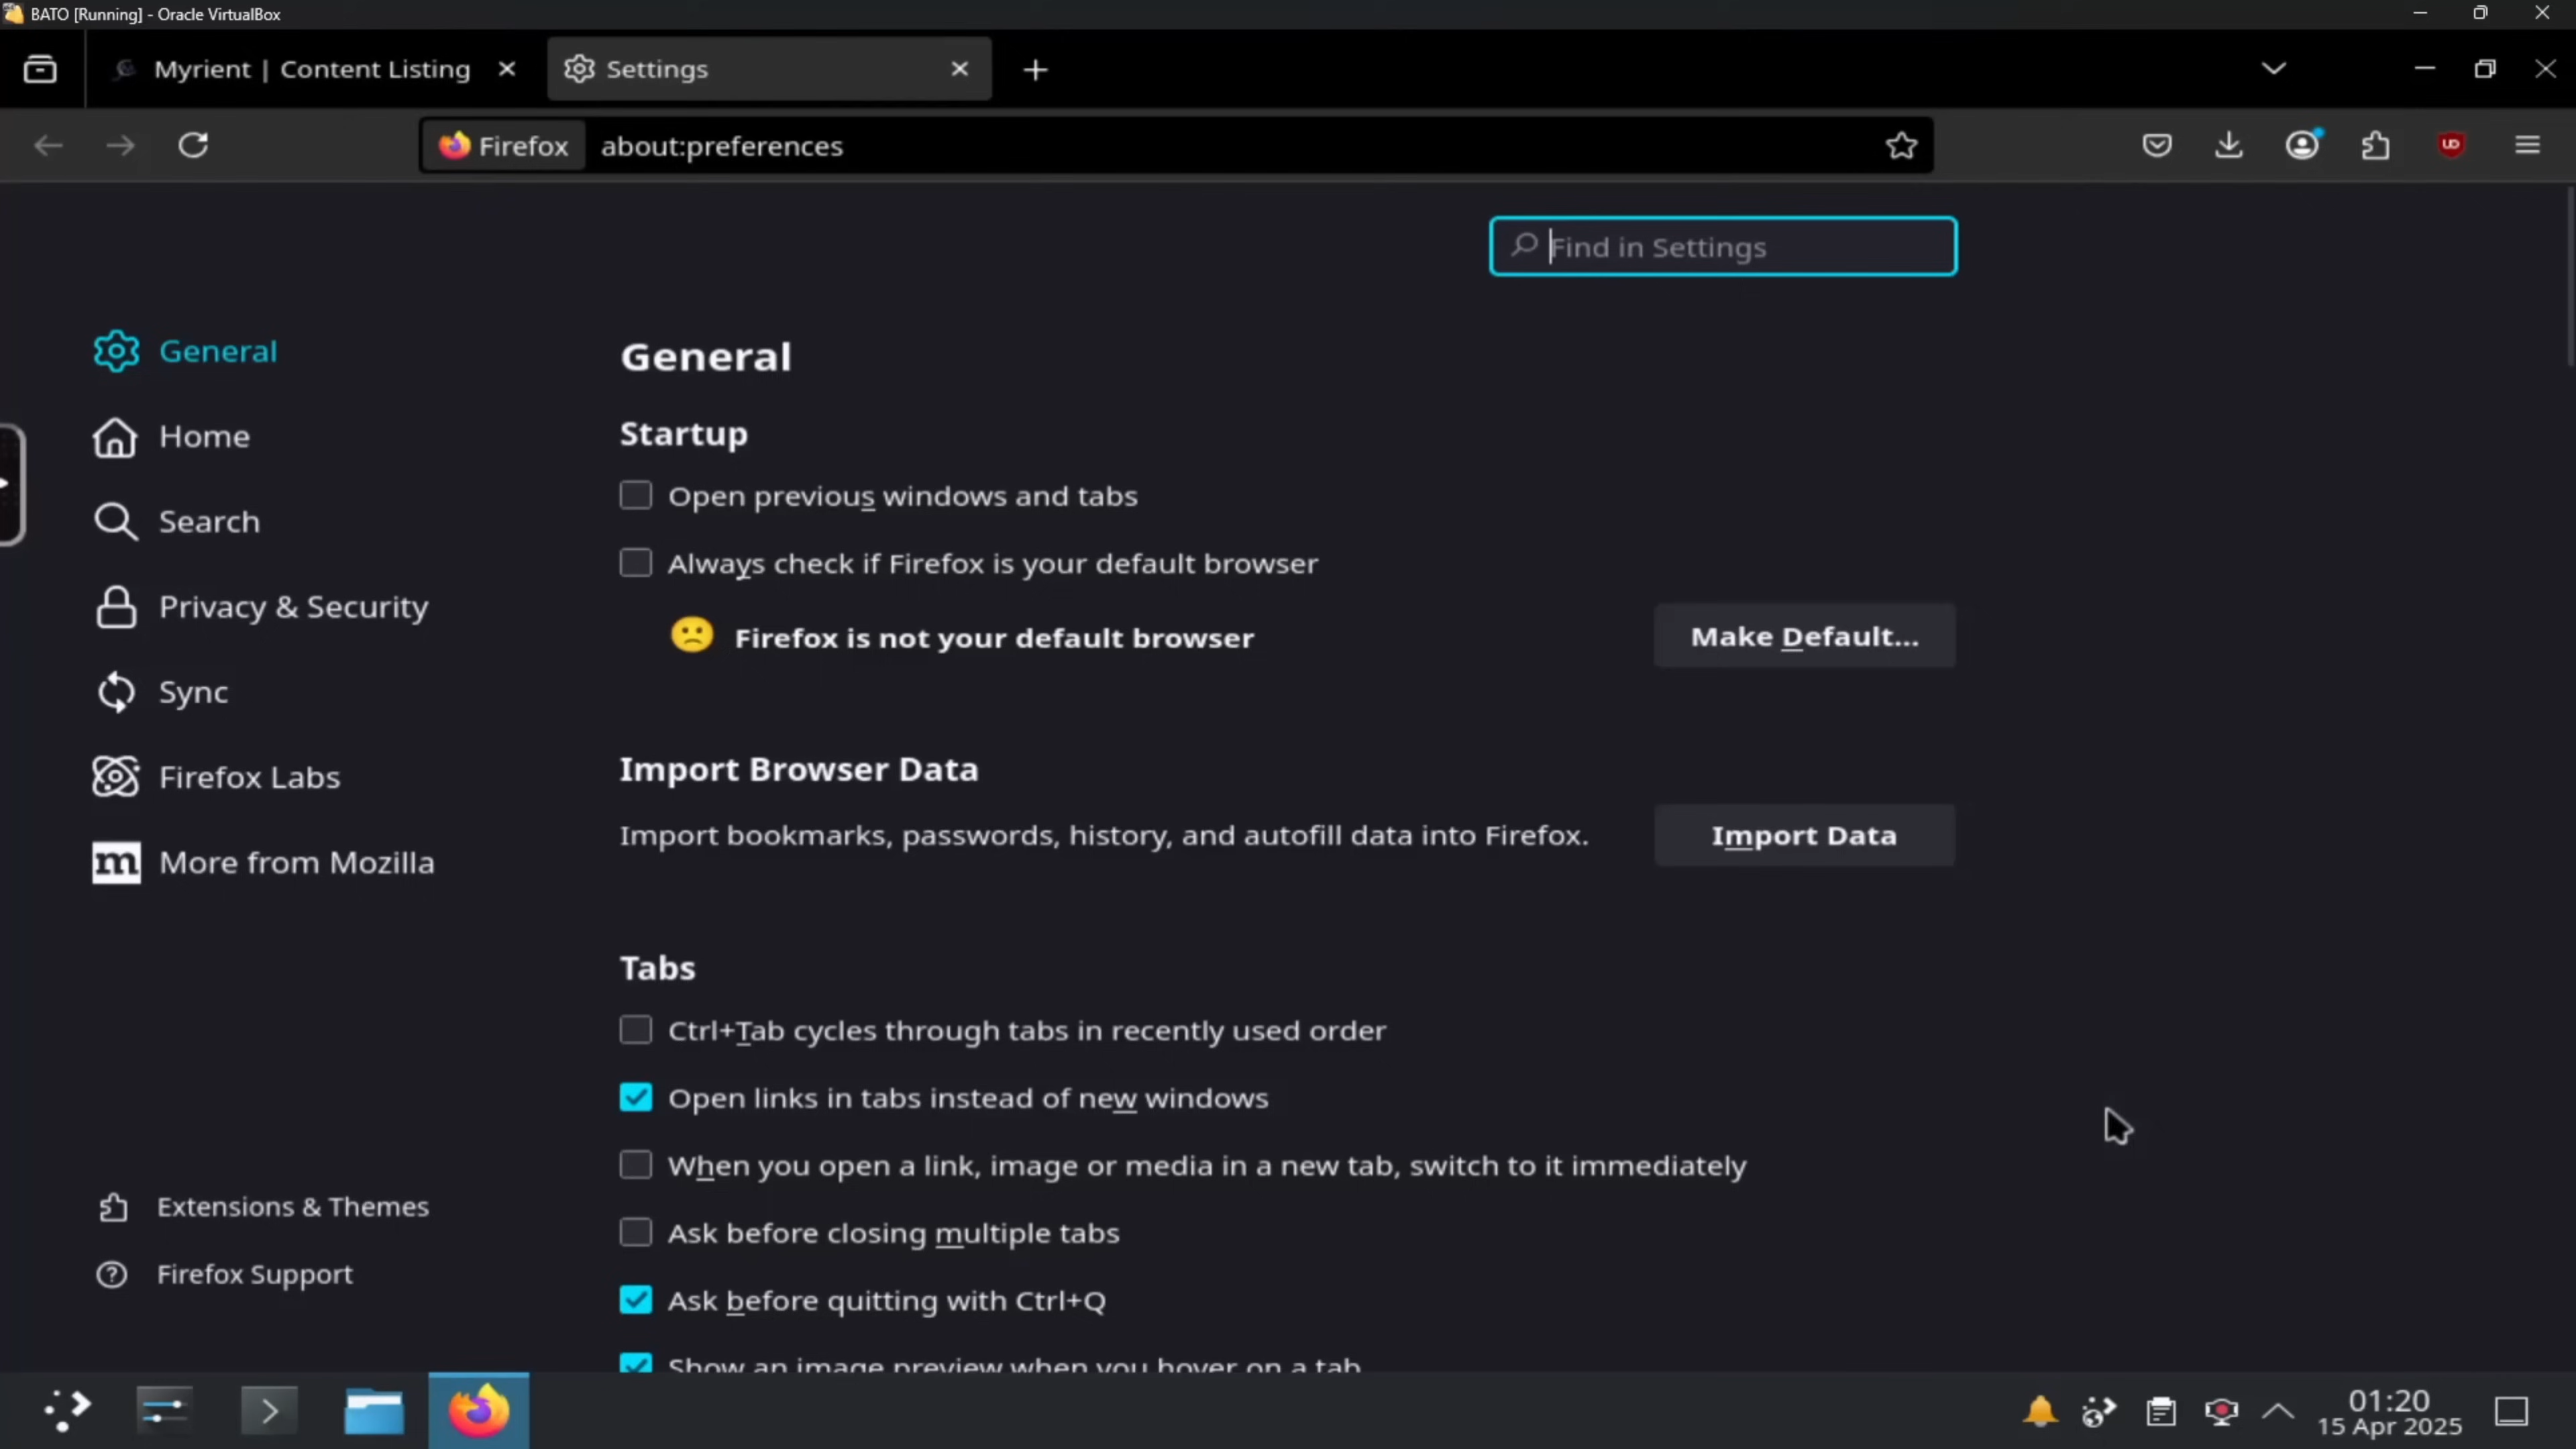 BATO [Running] - Oracle VirtualBox
Myrient | Content Listing
Settings
Firefox
about:preferences
Find in Settings
General
Home
Search
Privacy & Security
Sync
Firefox Labs
m More from Mozilla
Extensions & Themes
Firefox Support
General
Startup
Open previous windows and tabs
Always check if Firefox is your default browser
Firefox is not your default browser
Make Default...
Import Browser Data
Import bookmarks, passwords, history, and autofill data into Firefox.
Import Data
Tabs
Ctrl+Tab cycles through tabs in recently used order
Open links in tabs instead of new windows
When you open a link, image or media in a new tab, switch to it immediately
Ask before closing multiple tabs
Ask before quitting with Ctrl+Q
Show an image preview when you hover on a tab
01:20
15 Apr 2025